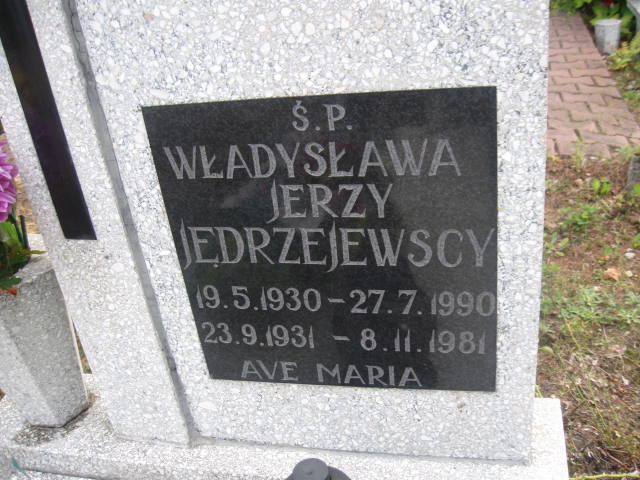 Ś.P.
WŁADYSŁAWA
JERZY
JĘDRZEJEWSCY
19.5.1930 - 27.7.1990
23.9.1931 - 8.11.1981
AVE MARIA